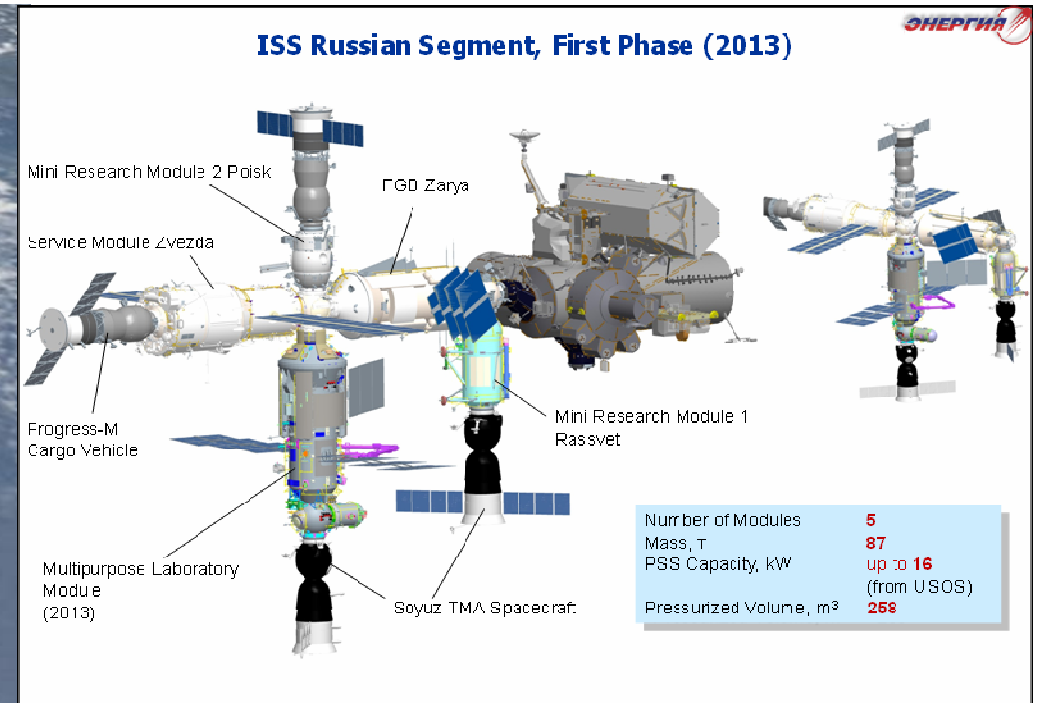 ЭНЕРГИЯ
ISS Russian Segment, First Phase (2013)
Mini Research Module 2 Poisk
FGB Zarya
Service Module Zvezda
Progress-M
Cargo Vehicle
Mini Research Module 1
Rassvet
Multipurpose Laboratory
Module
(2013)
Soyuz TMA Spacecraft
Number of Modules 5
Mass, т 87
PSS Capacity, kW up to 16
(from USOS)
Pressurized Volume, m³ 258